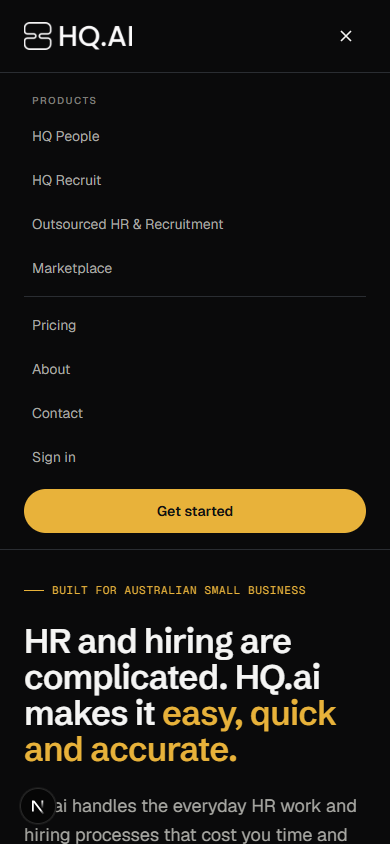 HQ.AI
PRODUCTS
HQ People
HQ Recruit
Outsourced HR & Recruitment
Marketplace
Pricing
About
Contact
Sign in
Get started
BUILT FOR AUSTRALIAN SMALL BUSINESS
HR and hiring are
complicated. HQ.ai
makes it easy, quick
and accurate.
N
ai handles the everyday HR work and
hiring processes that cost you time and